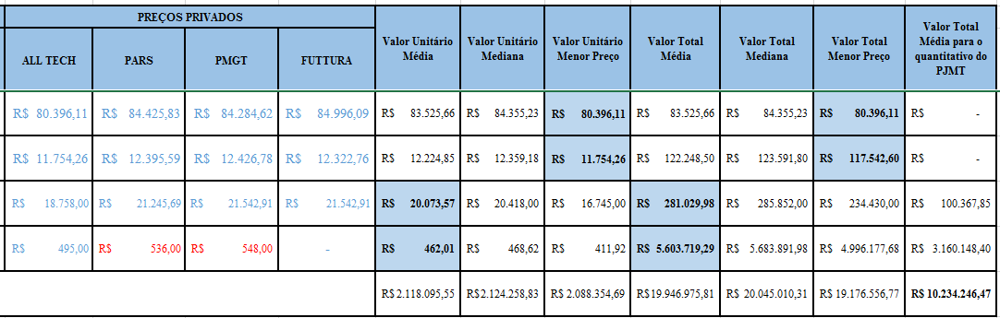 PREÇOS PRIVADOS
ALL TECH PARS PMGT FUTTURA Valor Unitário Média Valor Unitário Mediana Valor Unitário Menor Preço Valor Total Média Valor Total Mediana Valor Total Menor Preço Valor Total Média para o quantitativo do PJMT
R$ 80.396,11 R$ 84.425,83 R$ 84.284,62 R$ 84.996,09 R$ 83.525,66 R$ 84.355,23 R$ 80.396,11 R$ 83.525,66 R$ 84.355,23 R$ 80.396,11 R$ -
R$ 11.754,26 R$ 12.395,59 R$ 12.426,78 R$ 12.322,76 R$ 12.224,85 R$ 12.359,18 R$ 11.754,26 R$ 122.248,50 R$ 123.591,80 R$ 117.542,60 R$ -
R$ 18.758,00 R$ 21.245,69 R$ 21.542,91 R$ 21.542,91 R$ 20.073,57 R$ 20.418,00 R$ 16.745,00 R$ 281.029,98 R$ 285.852,00 R$ 234.430,00 R$ 100.367,85
R$ 495,00 R$ 536,00 R$ 548,00 - R$ 462,01 R$ 468,62 R$ 411,92 R$ 5.603.719,29 R$ 5.683.891,98 R$ 4.996.177,68 R$ 3.160.148,40
R$ 2.118.095,55 R$ 2.124.258,83 R$ 2.088.354,69 R$ 19.946.975,81 R$ 20.045.010,31 R$ 19.176.556,77 R$ 10.234.246,47